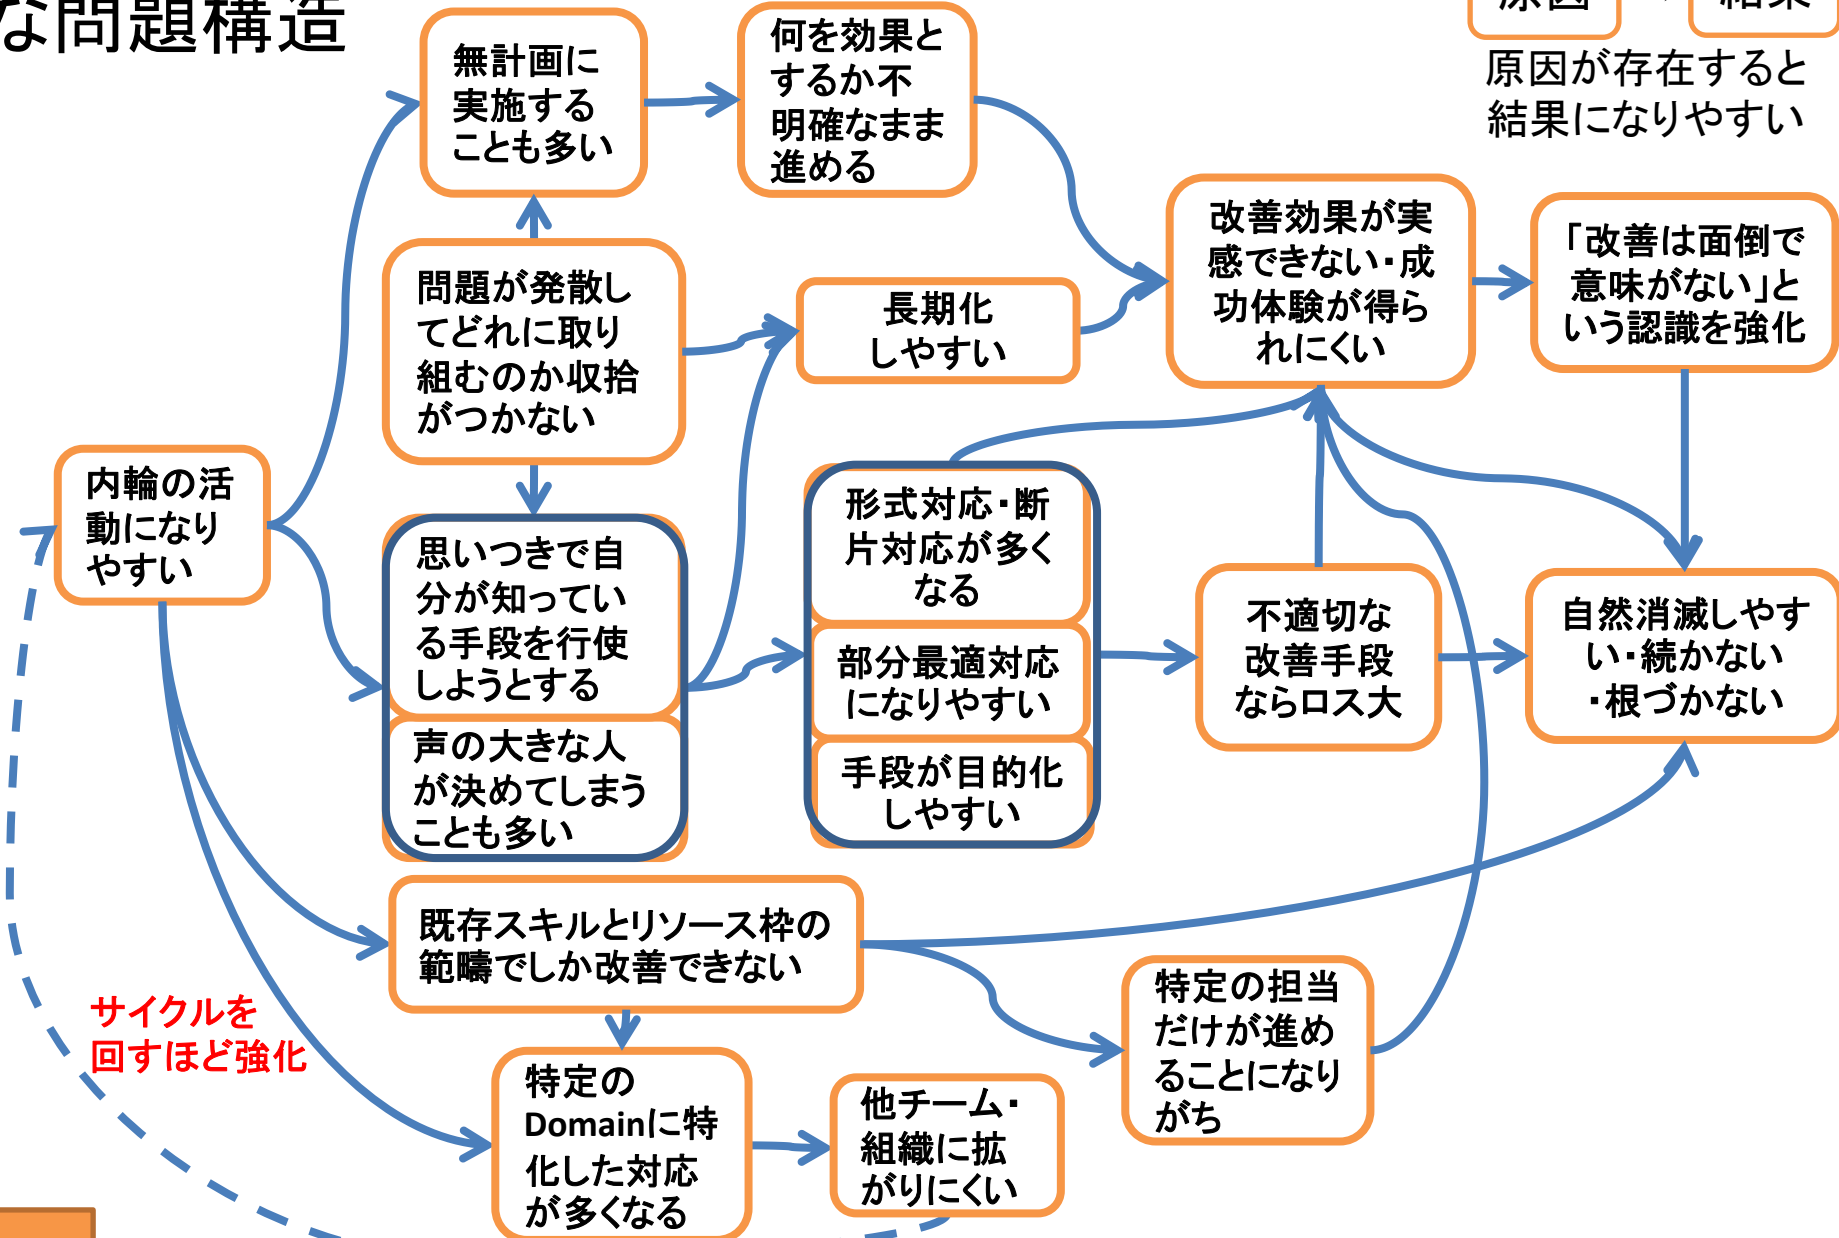 な問題構造
原因
結果
原因が存在すると
結果になりやすい
無計画に
実施する
ことも多い
何を効果と
するか不
明確なまま
進める
問題が発散し
てどれに取り
組むのか収拾
がつかない
長期化
しやすい
改善効果が実
感できない・成
功体験が得ら
れにくい
「改善は面倒で
意味がない」と
いう認識を強化
内輪の活
動になり
やすい
思いつきで自
分が知ってい
る手段を行使
しようとする
声の大きな人
が決めてしまう
ことも多い
形式対応・断
片対応が多く
なる
部分最適対応
になりやすい
手段が目的化
しやすい
不適切な
改善手段
ならロス大
自然消滅しやす
い・続かない
・根づかない
既存スキルとリソース枠の
範疇でしか改善できない
特定の担当
だけが進め
ることになり
がち
サイクルを
回すほど強化
特定の
Domainに特
化した対応
が多くなる
他チーム・
組織に拡
がりにくい